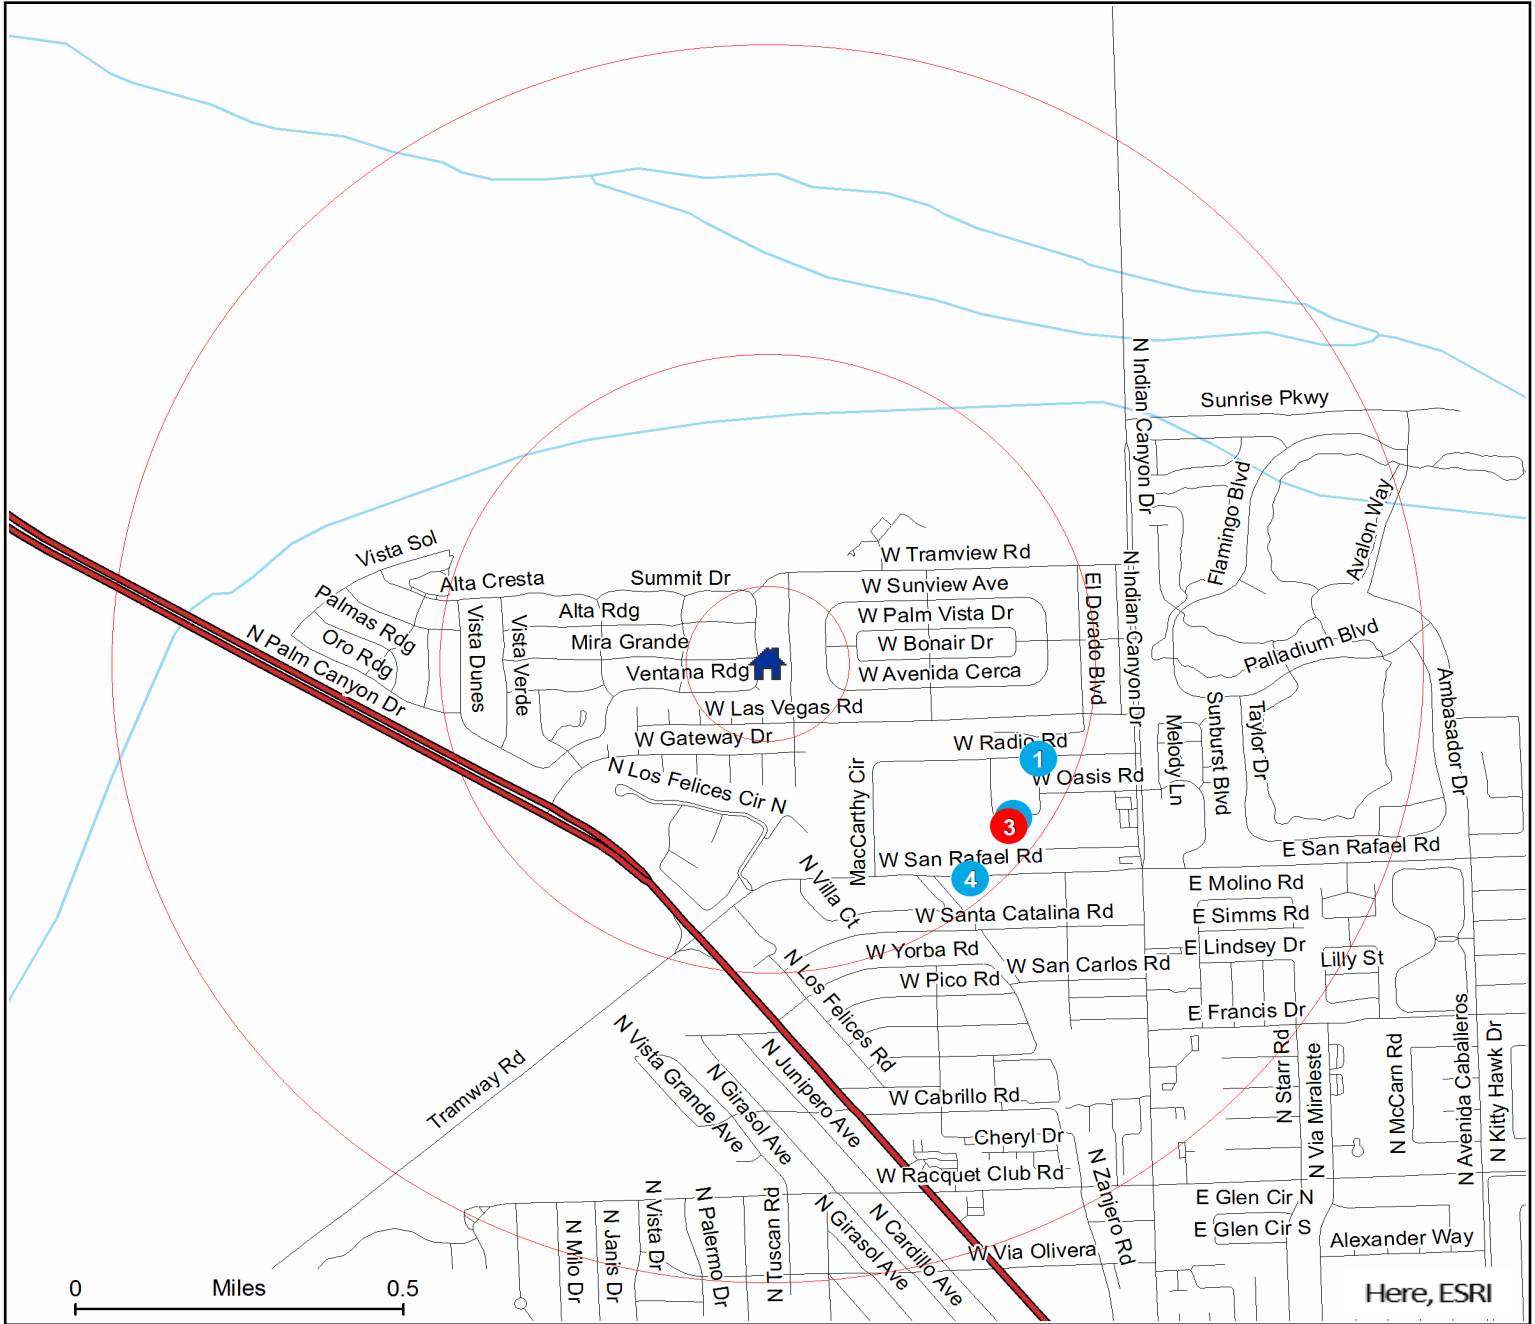 N Indian Canyon Dr
Sunrise Pkwy
Flamingo Blvd
Avalon Way
Vista Sol
Alta Cresta
Summit Dr
W Tramview Rd
W Sunview Ave
Palmas Rdg
Alta Rdg
W Palm Vista Dr
Oro Rdg
Mira Grande
W Bonair Dr
N Palm Canyon Dr
Vista Dunes
Vista Verde
Ventana Rdg
W Avenida Cerca
El Dorado Blvd
N Indian Canyon Dr
Palladium Blvd
W Las Vegas Rd
W Gateway Dr
W Radio Rd
1
W Oasis Rd
Melody Ln
Sunburst Blvd
Taylor Dr
Ambasador Dr
N Los Felices Cir N
MacCarthy Cir
3
W San Rafael Rd
E San Rafael Rd
4
N Villa Ct
E Molino Rd
W Santa Catalina Rd
E Simms Rd
W Yorba Rd
E Lindsey Dr
W San Carlos Rd
Lilly St
W Pico Rd
N Los Felices Rd
E Francis Dr
N Vista Grande Ave
N Girasol Ave
N Junipero Ave
Tramway Rd
N Starr Rd
N Via Miraleste
N McCarn Rd
N Avenida Caballeros
N Kitty Hawk Dr
W Cabrillo Rd
Cheryl Dr
W Racquet Club Rd
N Zanjero Rd
E Glen Cir N
E Glen Cir S
Alexander Way
N Milo Dr
N Janis Dr
N Vista Dr
N Palermo Dr
N Tuscan Rd
N Girasol Ave
N Cardillo Ave
W Via Olivera
0 Miles 0.5
Here, ESRI